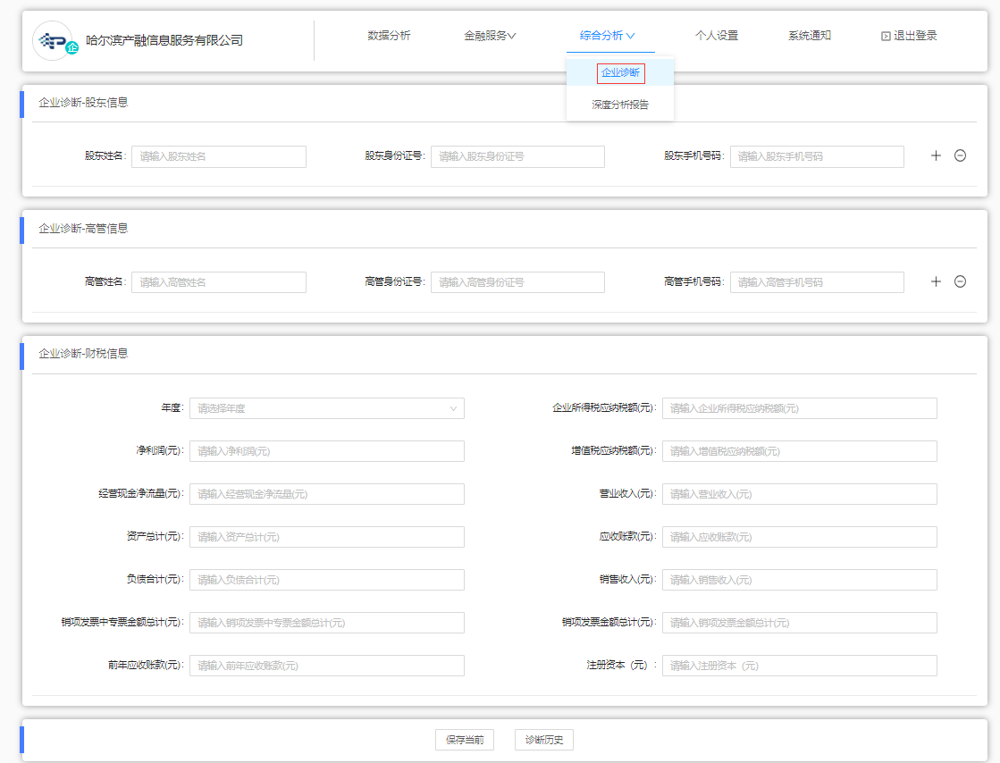 企 哈尔滨产融信息服务有限公司 数据分析 金融服务 综合分析 个人设置 系统通知 退出登录
企业诊断
深度分析报告
企业诊断-股东信息
股东姓名: 请输入股东姓名 股东身份证号: 请输入股东身份证号 股东手机号码: 请输入股东手机号码
企业诊断-高管信息
高管姓名: 请输入高管姓名 高管身份证号: 请输入高管身份证号 高管手机号码: 请输入高管手机号码
企业诊断-财税信息
年度: 请选择年度 企业所得税应纳税额(元): 请输入企业所得税应纳税额(元)
净利润(元): 请输入净利润(元) 增值税应纳税额(元): 请输入增值税应纳税额(元)
经营现金净流量(元): 请输入经营现金净流量(元) 营业收入(元): 请输入营业收入(元)
资产总计(元): 请输入资产总计(元) 应收账款(元): 请输入应收账款(元)
负债合计(元): 请输入负债合计(元) 销售收入(元): 请输入销售收入(元)
销项发票中专票金额总计(元): 请输入销项发票中专票金额总计(元) 销项发票金额总计(元): 请输入销项发票金额总计(元)
前年应收账款(元): 请输入前年应收账款(元) 注册资本（元）: 请输入注册资本（元）
保存当前 诊断历史